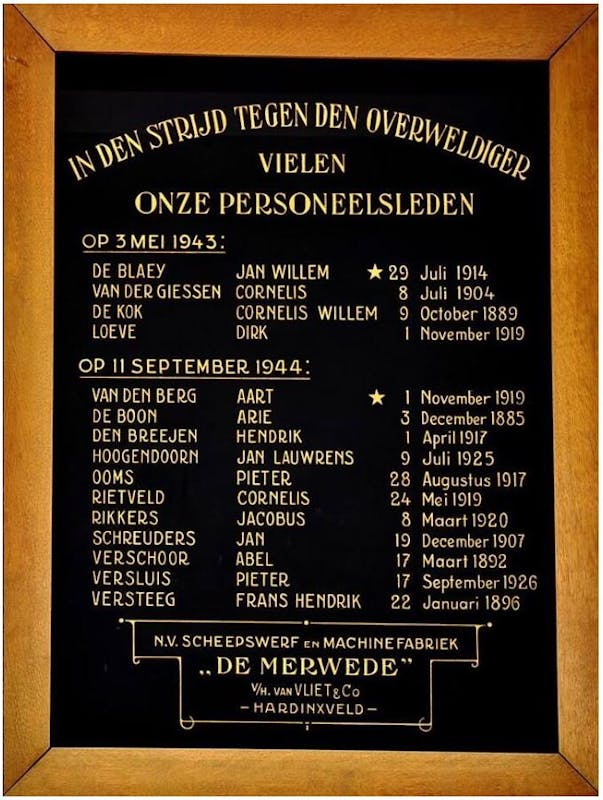 IN DEN STRIJD TEGEN DEN OVERWELDIGER
VIELEN
ONZE PERSONEELSLEDEN
OP 3 MEI 1943:
DE BLAEY JAN WILLEM ★ 29 Juli 1914
VAN DER GIESSEN CORNELIS 8 Juli 1904
DE KOK CORNELIS WILLEM 9 October 1889
LOEVE DIRK 1 November 1919
OP 11 SEPTEMBER 1944:
VAN DEN BERG AART ★ 1 November 1919
DE BOON ARIE 3 December 1885
DEN BREEJEN HENDRIK 1 April 1917
HOOGENDOORN JAN LAUWRENS 9 Juli 1925
OOMS PIETER 28 Augustus 1917
RIETVELD CORNELIS 24 Mei 1919
RIKKERS JACOBUS 8 Maart 1920
SCHREUDERS JAN 19 December 1907
VERSCHOOR ABEL 17 Maart 1892
VERSLUIS PIETER 17 September 1926
VERSTEEG FRANS HENDRIK 22 Januari 1896
N.V. SCHEEPSWERF EN MACHINEFABRIEK
„DE MERWEDE”
V/H. VAN VLIET & Co
- HARDINXVELD -